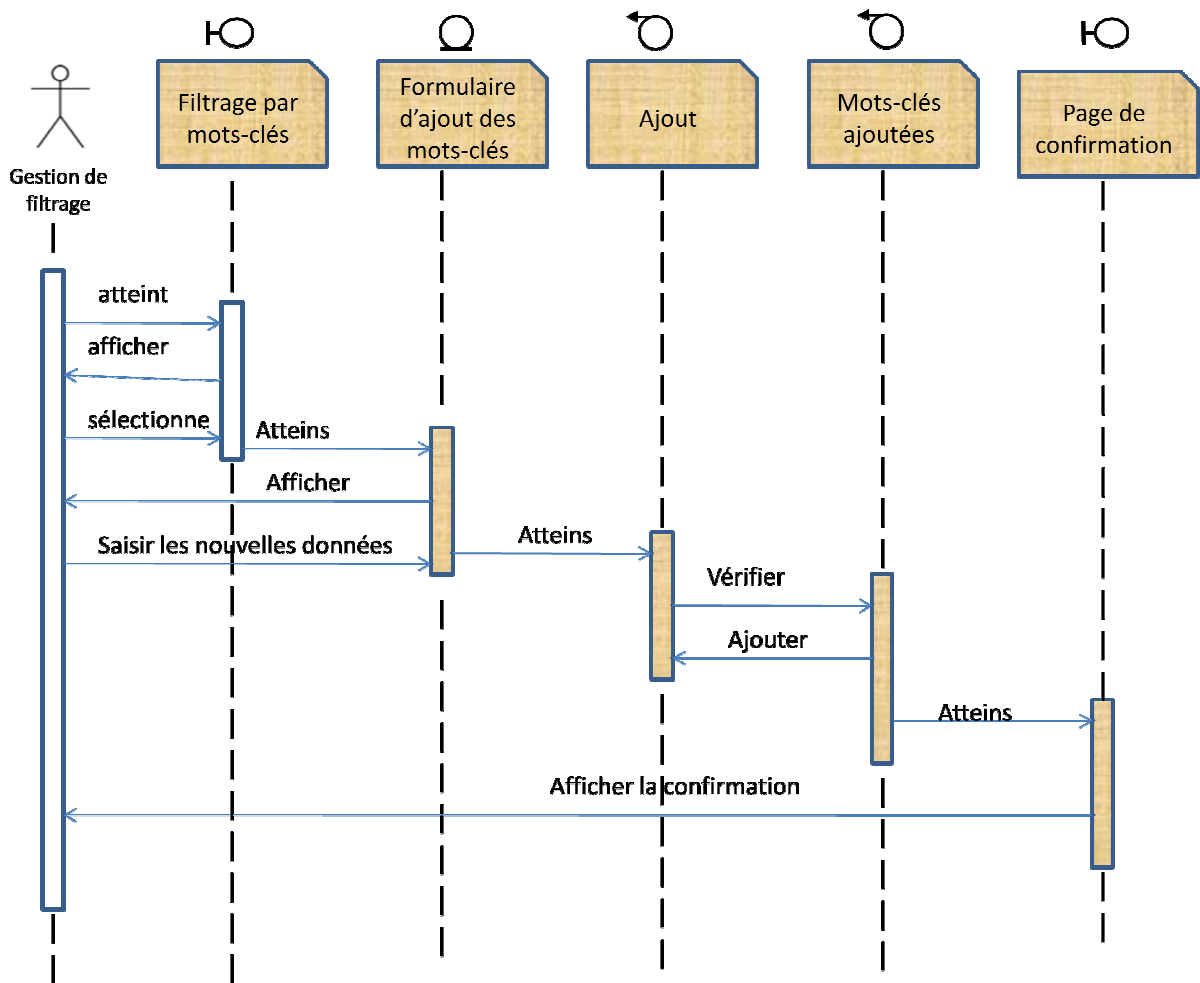 Filtrage par
mots-clés
Formulaire
d'ajout des
mots-clés
Ajout
Mots-clés
ajoutées
Page de
confirmation
Gestion de
filtrage
atteint
afficher
sélectionne
Atteins
Afficher
Saisir les nouvelles données
Atteins
Vérifier
Ajouter
Atteins
Afficher la confirmation